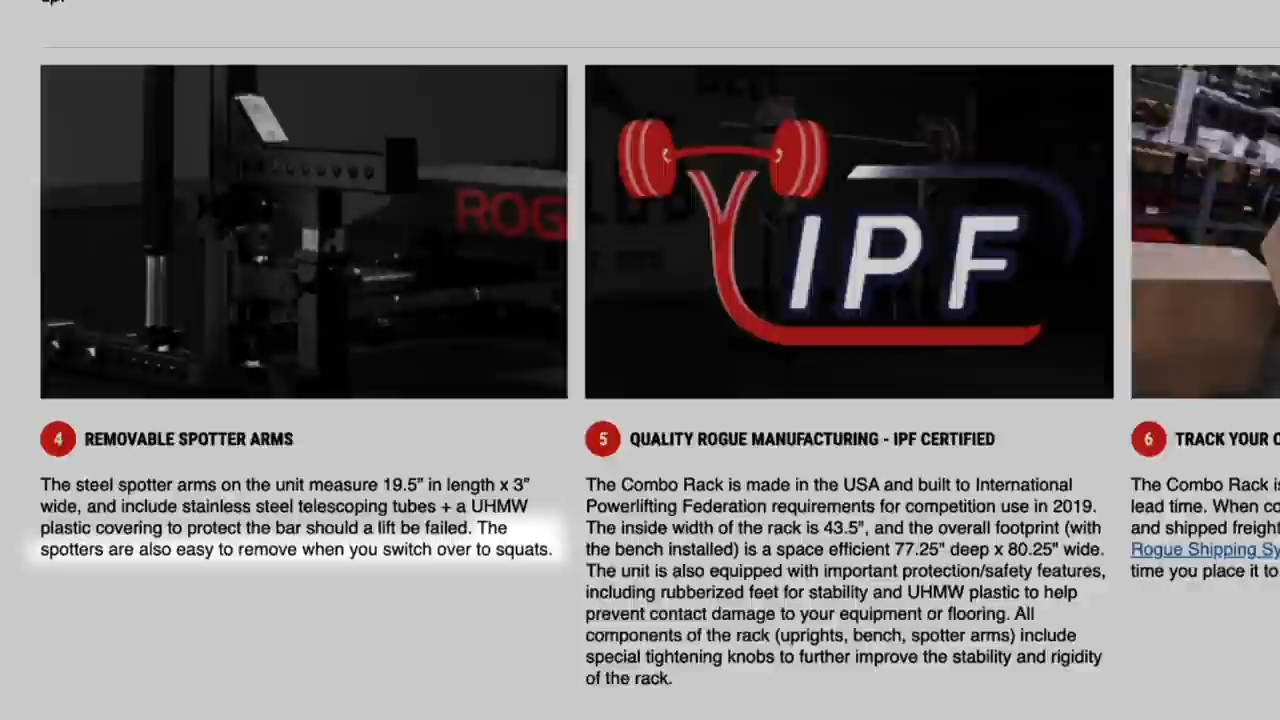 ROG
IPF
4 REMOVABLE SPOTTER ARMS
The steel spotter arms on the unit measure 19.5" in length x 3"
wide, and include stainless steel telescoping tubes + a UHMW
plastic covering to protect the bar should a lift be failed. The
spotters are also easy to remove when you switch over to squats.
5 QUALITY ROGUE MANUFACTURING - IPF CERTIFIED
The Combo Rack is made in the USA and built to International
Powerlifting Federation requirements for competition use in 2019.
The inside width of the rack is 43.5", and the overall footprint (with
the bench installed) is a space efficient 77.25" deep x 80.25" wide.
The unit is also equipped with important protection/safety features,
including rubberized feet for stability and UHMW plastic to help
prevent contact damage to your equipment or flooring. All
components of the rack (uprights, bench, spotter arms) include
special tightening knobs to further improve the stability and rigidity
of the rack.
6 TRACK YOUR
The Combo Rack
lead time. When
and shipped
Rogue Shipping
time you place it to